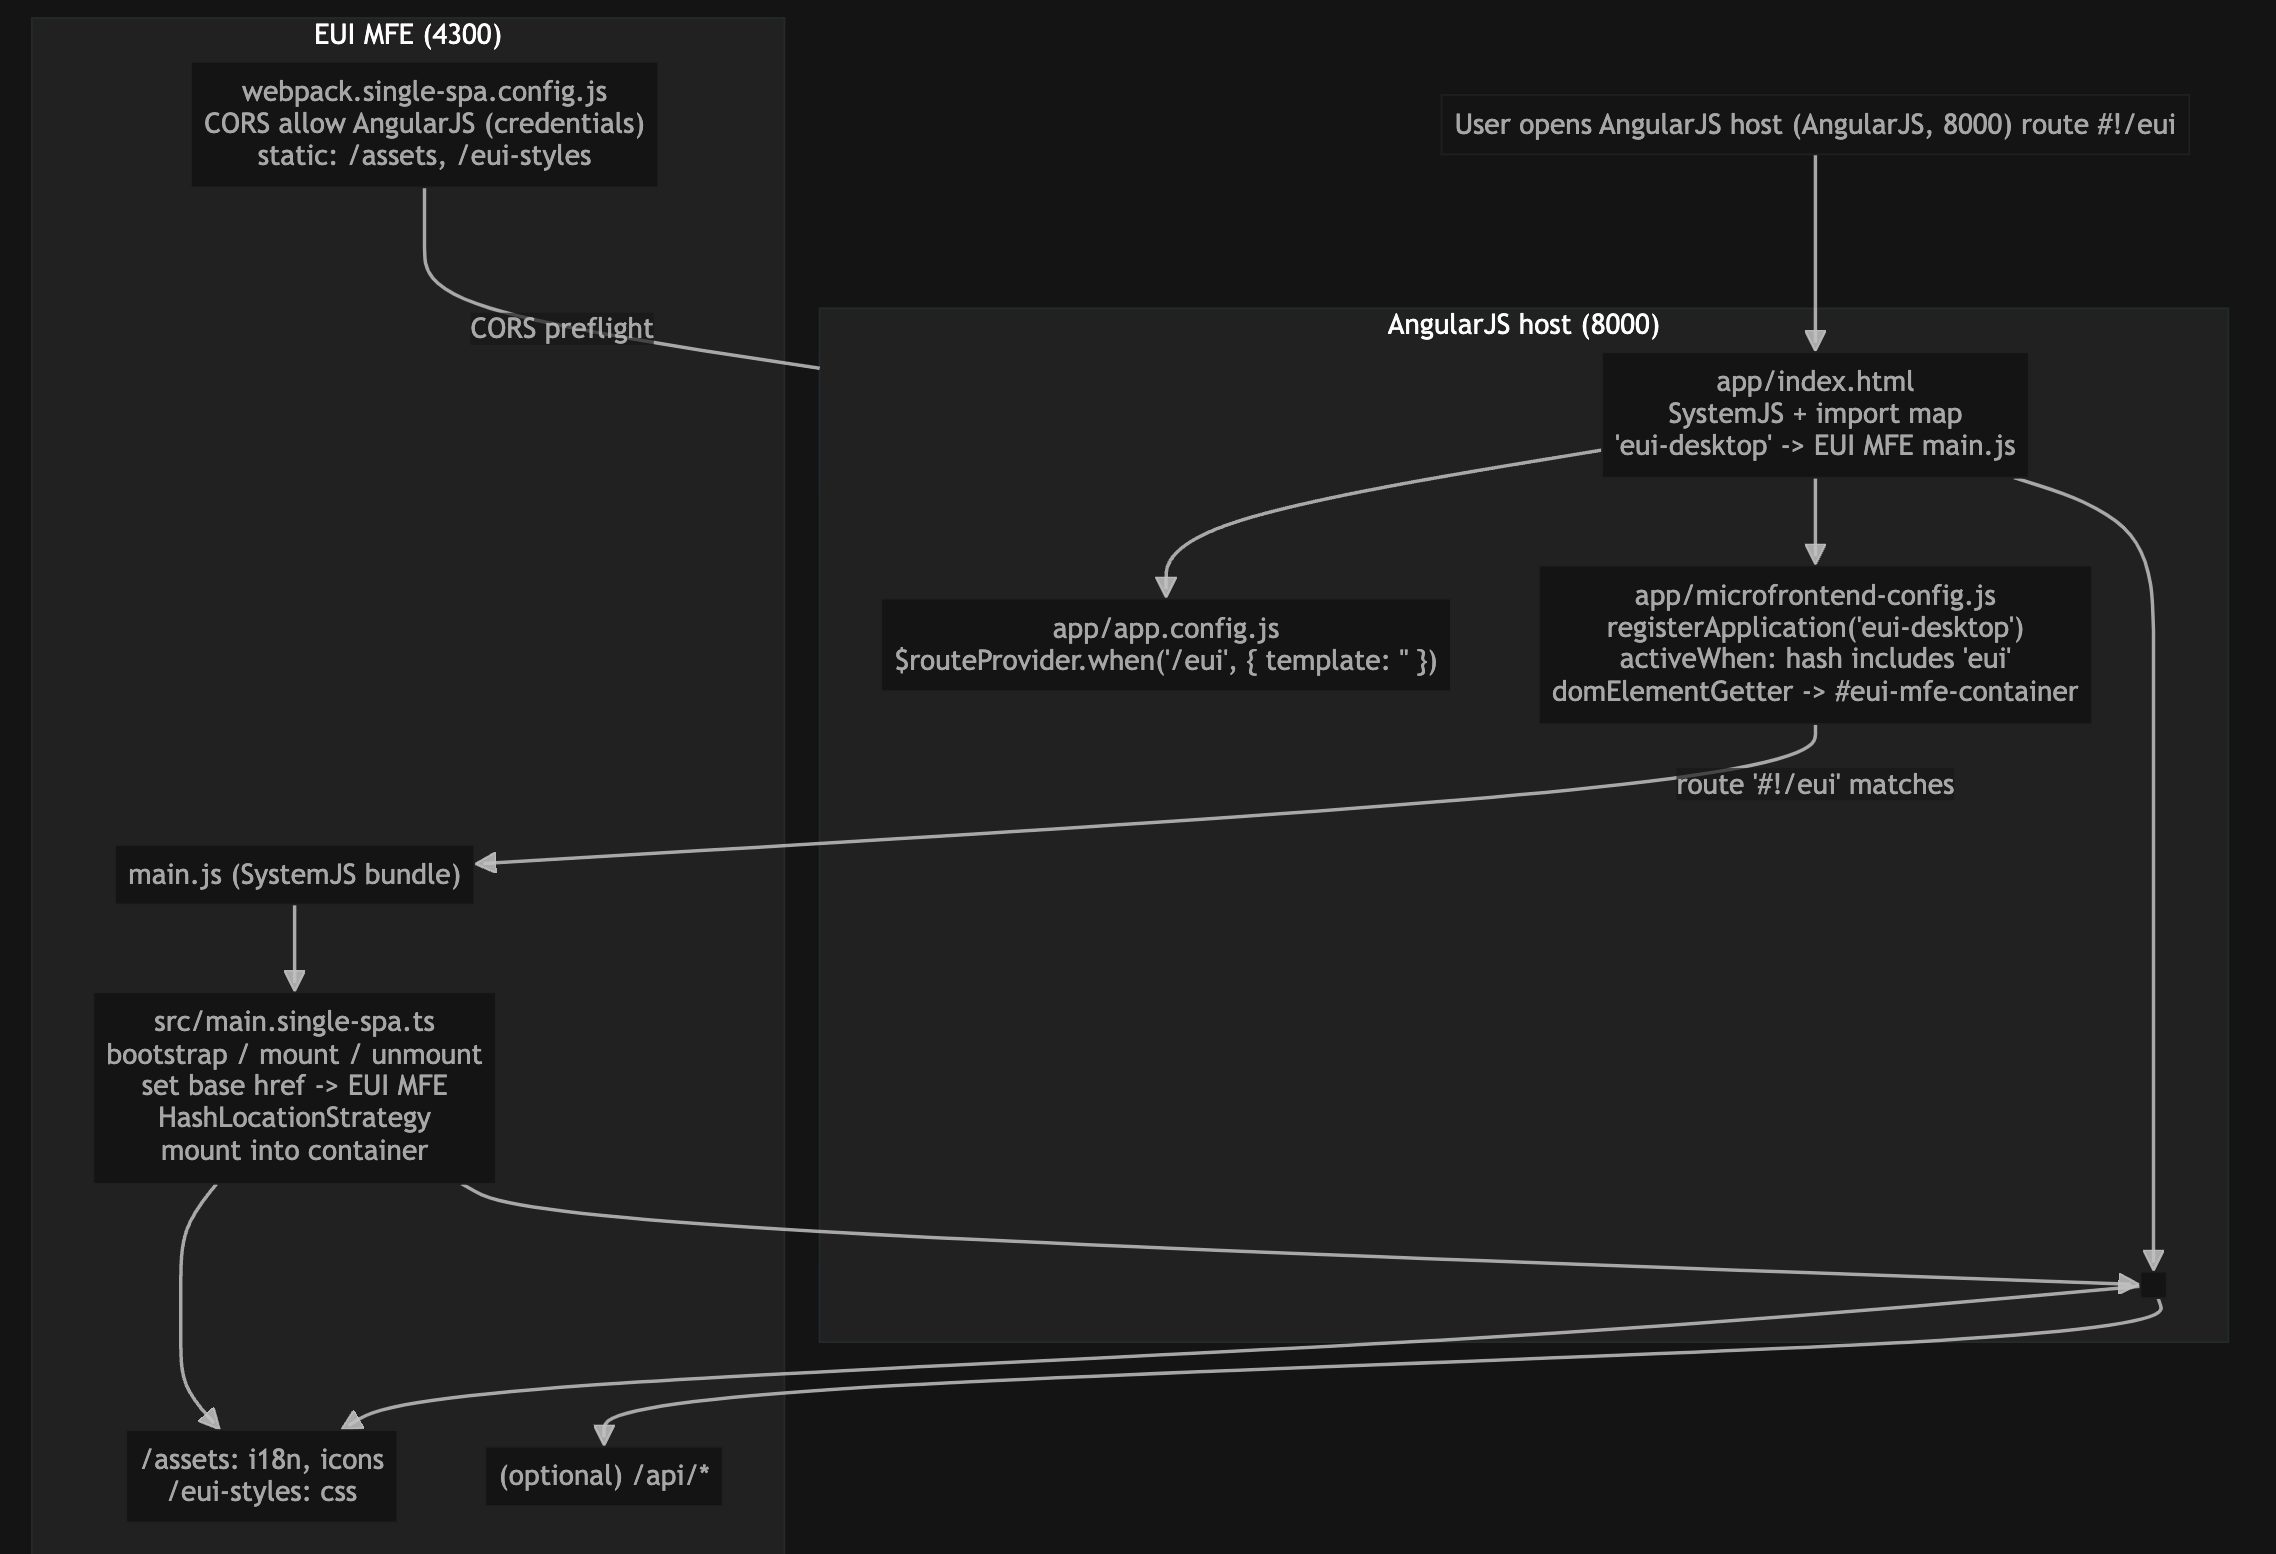 EUI MFE (4300)
webpack.single-spa.config.js
CORS allow AngularJS (credentials)
static: /assets, /eui-styles
User opens AngularJS host (AngularJS, 8000) route #!/eui
CORS preflight
AngularJS host (8000)
app/index.html
SystemJS + import map
'eui-desktop' -> EUI MFE main.js
app/app.config.js
$routeProvider.when('/eui', { template: '' })
app/microfrontend-config.js
registerApplication('eui-desktop')
activeWhen: hash includes 'eui'
domElementGetter -> #eui-mfe-container
route '#!/eui' matches
main.js (SystemJS bundle)
src/main.single-spa.ts
bootstrap / mount / unmount
set base href -> EUI MFE
HashLocationStrategy
mount into container
/assets: i18n, icons
/eui-styles: css
(optional) /api/*